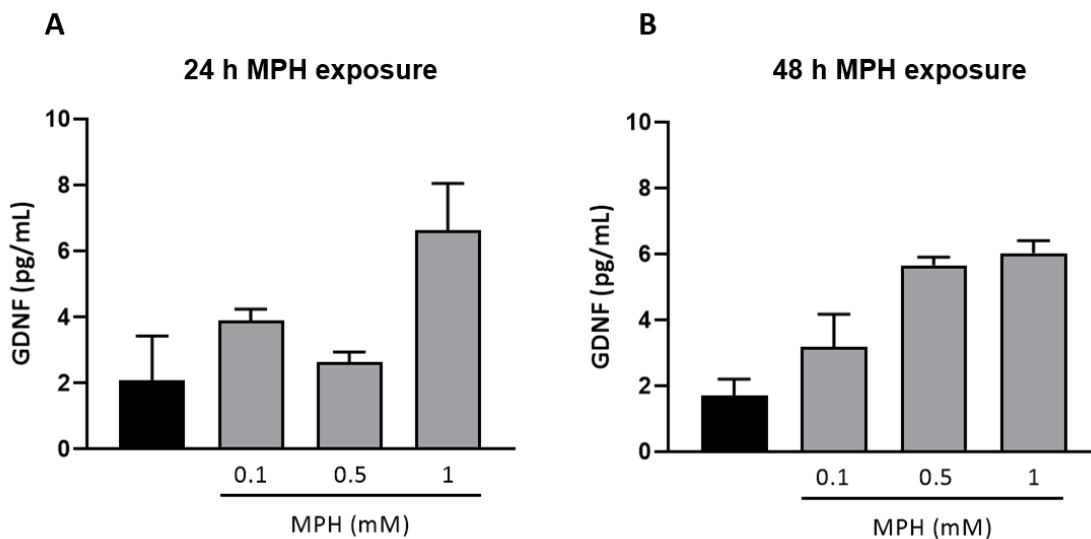 A
24 h MPH exposure
GDNF (pg/mL)
10
8
6
4
2
0
0.1 0.5 1
MPH (mM)
B
48 h MPH exposure
GDNF (pg/mL)
10
8
6
4
2
0
0.1 0.5 1
MPH (mM)